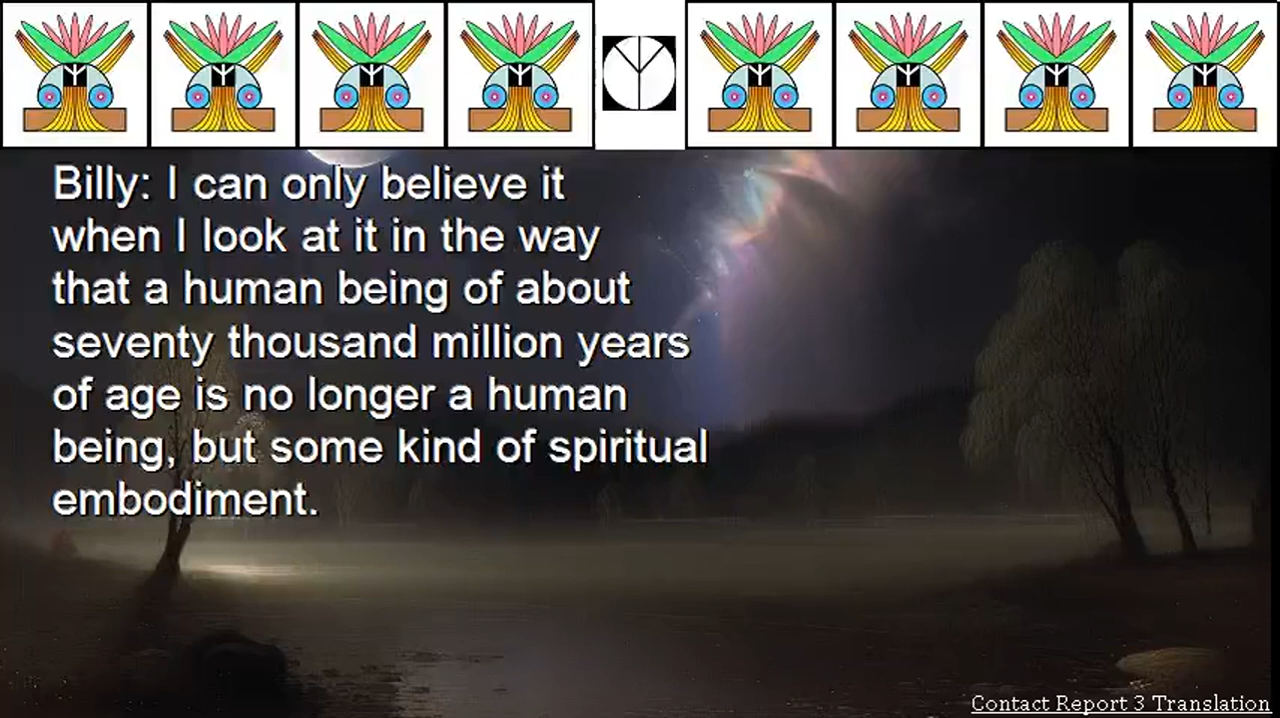 Billy: I can only believe it
when I look at it in the way
that a human being of about
seventy thousand million years
of age is no longer a human
being, but some kind of spiritual
embodiment.
Contact Report 3 Translation